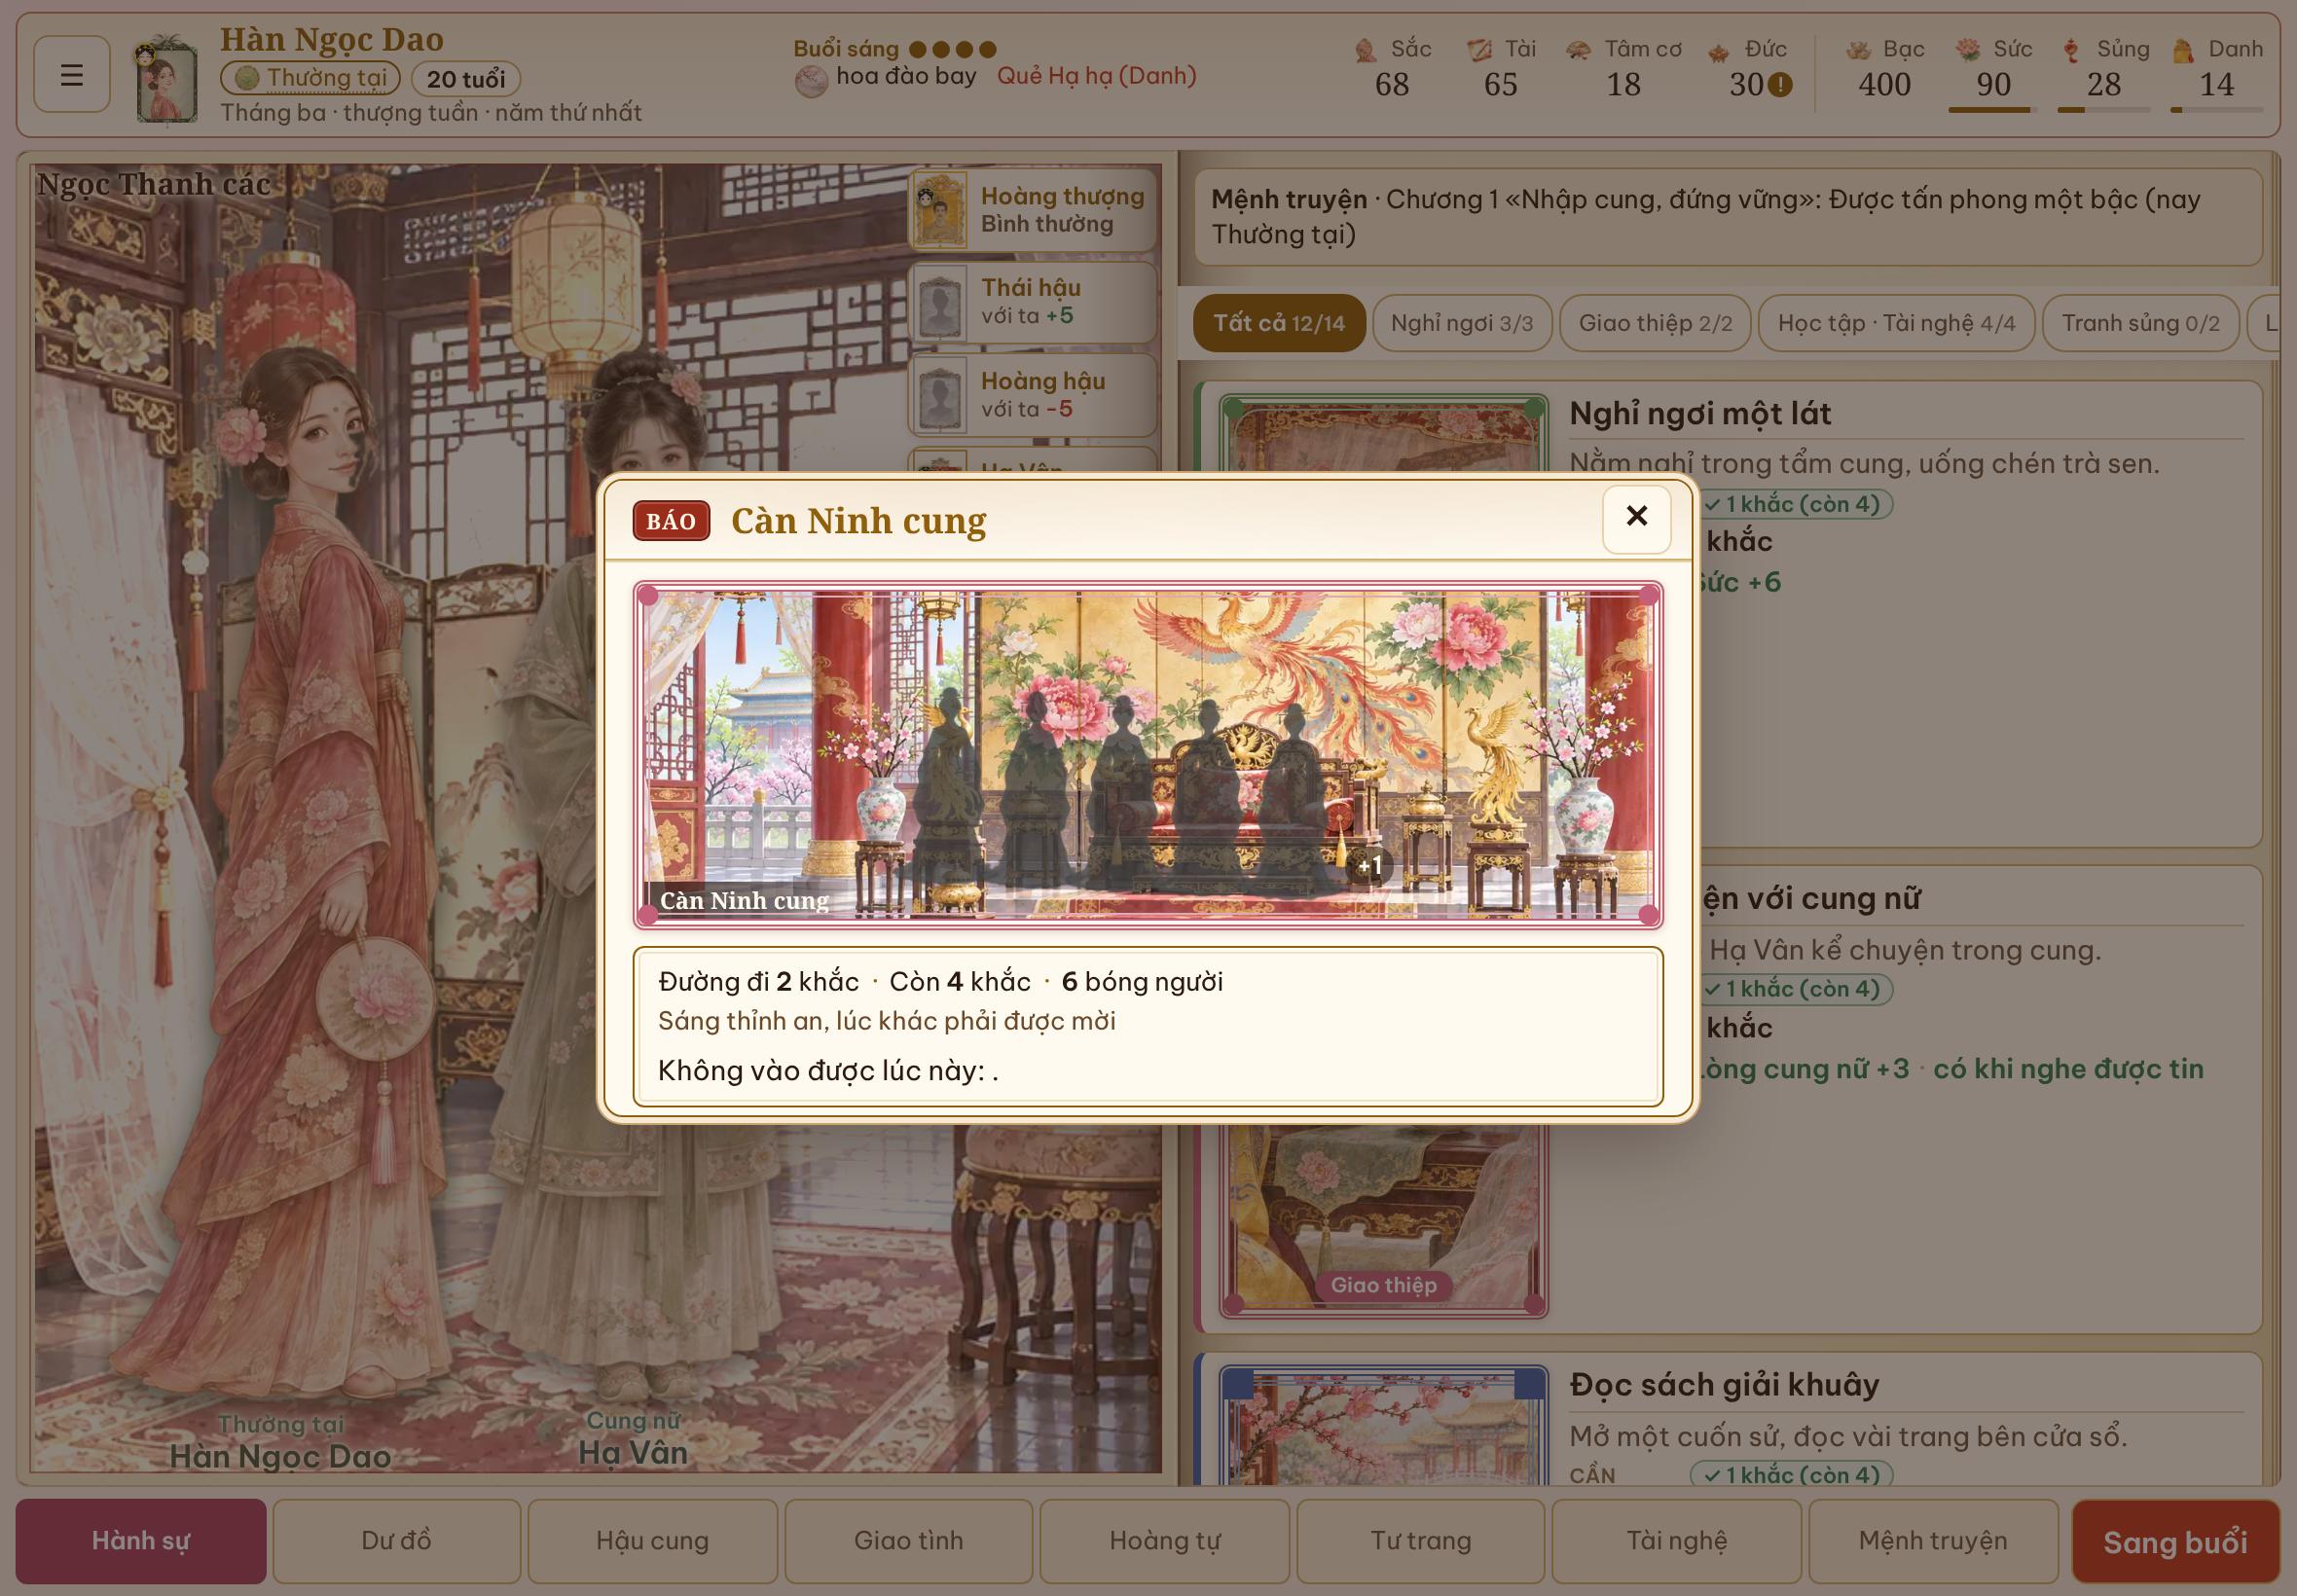 Hàn Ngọc Dao
Thường tại
20 tuổi
Tháng ba · thượng tuần · năm thứ nhất
Buổi sáng
hoa đào bay Quẻ Hạ hạ (Danh)
Sắc 68
Tài 65
Tâm cơ 18
Đức 30 !
Bạc 400
Sức 90
Sủng 28
Danh 14
Ngọc Thanh các
Hoàng thượng
Bình thường
Thái hậu
với ta +5
Hoàng hậu
với ta -5
Hạ Vân
Thường tại
Hàn Ngọc Dao
Cung nữ
Hạ Vân
Mệnh truyện · Chương 1 «Nhập cung, đứng vững»: Được tấn phong một bậc (nay
Thường tại)
Tất cả 12/14
Nghỉ ngơi 3/3
Giao thiệp 2/2
Học tập · Tài nghệ 4/4
Tranh sủng 0/2
L
Nghỉ ngơi một lát
Nằm nghỉ trong tẩm cung, uống chén trà sen.
✓ 1 khắc (còn 4)
khắc
Sức +6
ện với cung nữ
Hạ Vân kể chuyện trong cung.
✓ 1 khắc (còn 4)
khắc
Lòng cung nữ +3 · có khi nghe được tin
Giao thiệp
Đọc sách giải khuây
Mở một cuốn sử, đọc vài trang bên cửa sổ.
CẦN ✓ 1 khắc (còn 4)
BÁO Càn Ninh cung ✕
+1
Càn Ninh cung
Đường đi 2 khắc · Còn 4 khắc · 6 bóng người
Sáng thỉnh an, lúc khác phải được mời
Không vào được lúc này: .
Hành sự
Dư đồ
Hậu cung
Giao tình
Hoàng tự
Tư trang
Tài nghệ
Mệnh truyện
Sang buổi